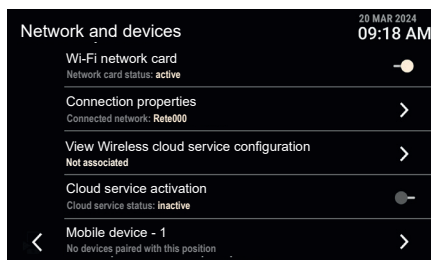 Network and devices
20 MAR 2024
09:18 AM
Wi-Fi network card
Network card status: active
Connection properties
Connected network: Rete000
View Wireless cloud service configuration
Not associated
Cloud service activation
Cloud service status: inactive
Mobile device - 1
No devices paired with this position